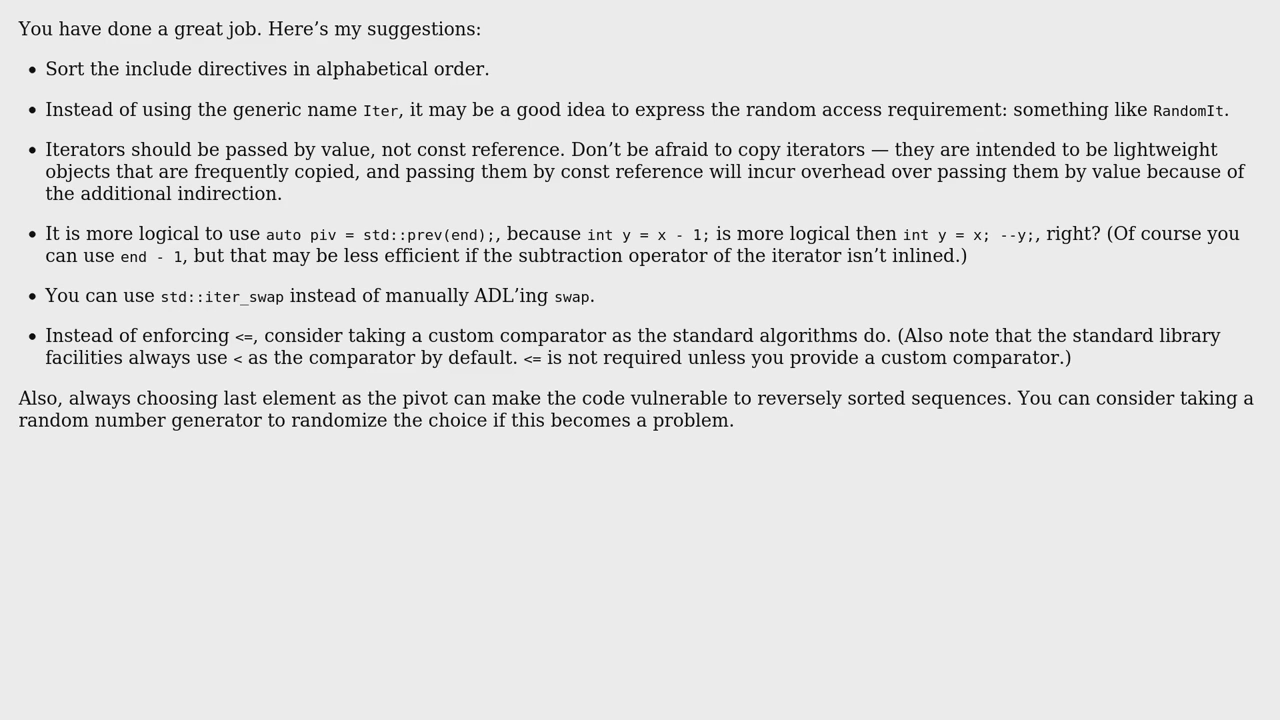 You have done a great job. Here’s my suggestions:
• Sort the include directives in alphabetical order.
• Instead of using the generic name Iter, it may be a good idea to express the random access requirement: something like RandomIt.
• Iterators should be passed by value, not const reference. Don’t be afraid to copy iterators — they are intended to be lightweight
objects that are frequently copied, and passing them by const reference will incur overhead over passing them by value because of
the additional indirection.
• It is more logical to use auto piv = std::prev(end);, because int y = x - 1; is more logical then int y = x; --y;, right? (Of course you
can use end - 1, but that may be less efficient if the subtraction operator of the iterator isn’t inlined.)
• You can use std::iter_swap instead of manually ADL’ing swap.
• Instead of enforcing <=, consider taking a custom comparator as the standard algorithms do. (Also note that the standard library
facilities always use < as the comparator by default. <= is not required unless you provide a custom comparator.)
Also, always choosing last element as the pivot can make the code vulnerable to reversely sorted sequences. You can consider taking a
random number generator to randomize the choice if this becomes a problem.